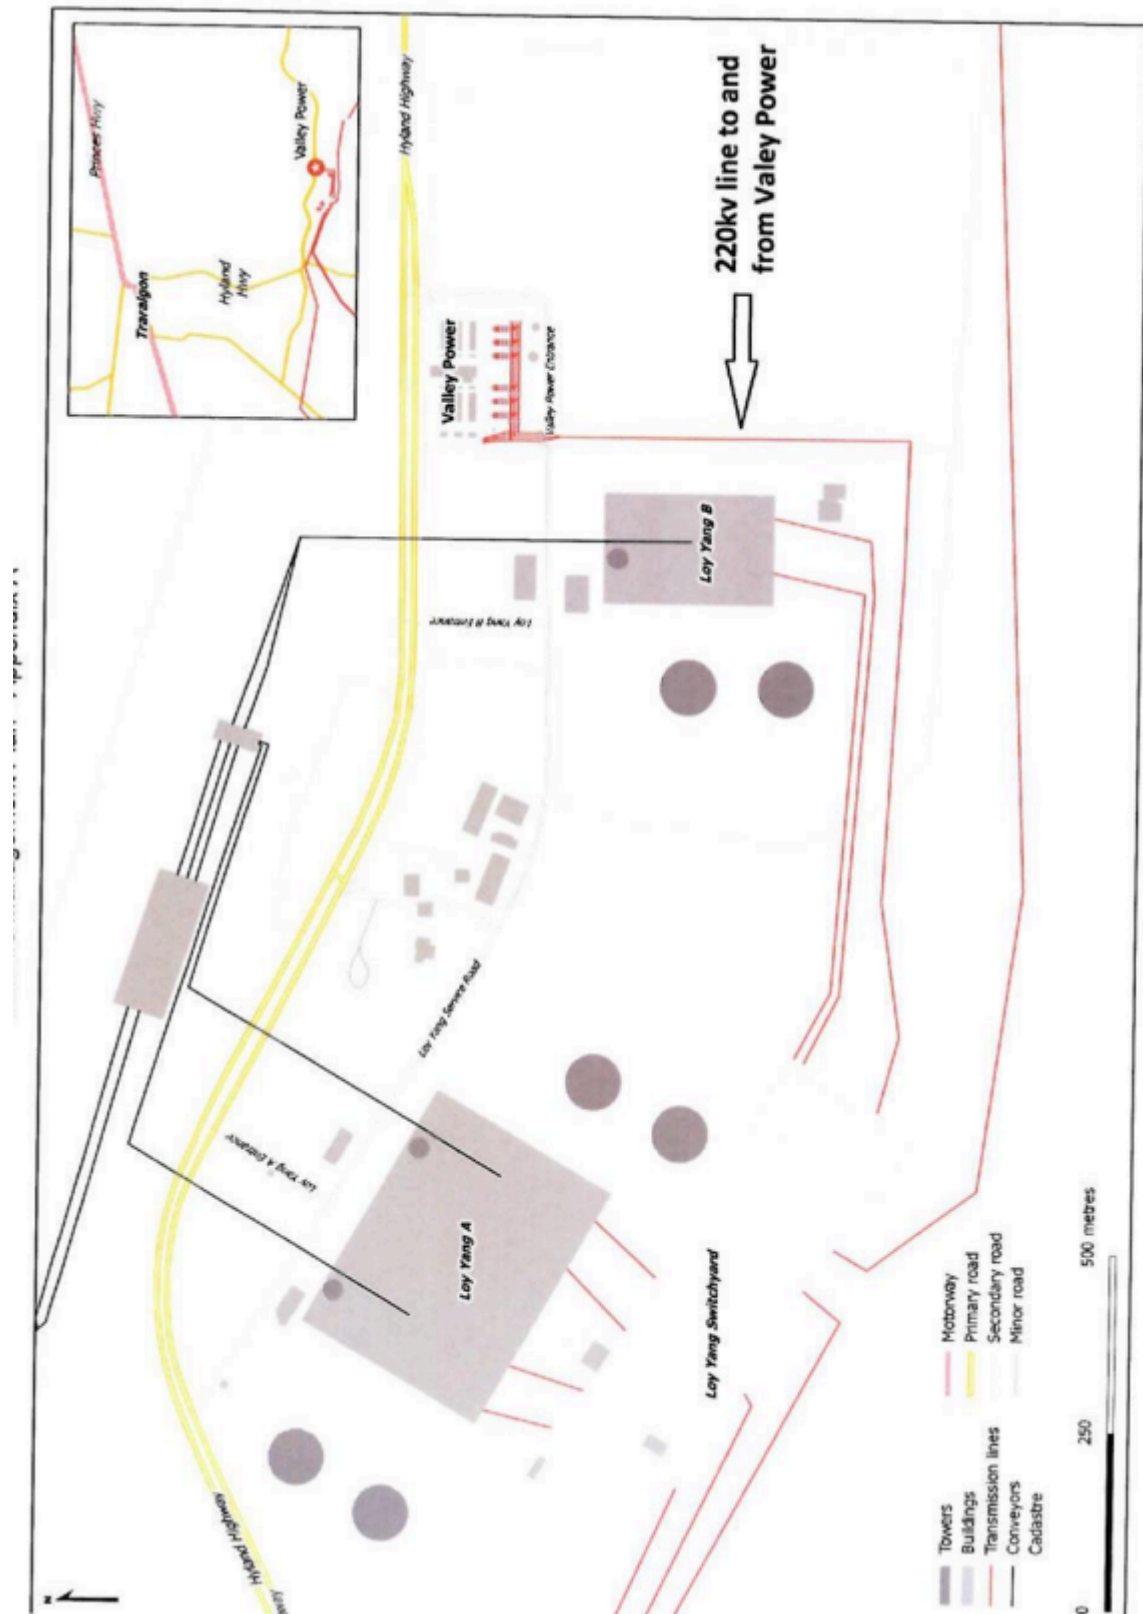 Princes Hwy
Traralgon
Hyland
Hwy
Valley Power
Hyland Highway
Valley Power
Valley Power Entrance
220kv line to and
from Valey Power
Loy Yang B
Loy Yang B Entrance
Loy Yang Service Road
Loy Yang A Entrance
Loy Yang A
Loy Yang Switchyard
Hyland Highway
N
Towers
Buildings
Transmission lines
Conveyors
Cadastre
Motorway
Primary road
Secondary road
Minor road
0
250
500 metres